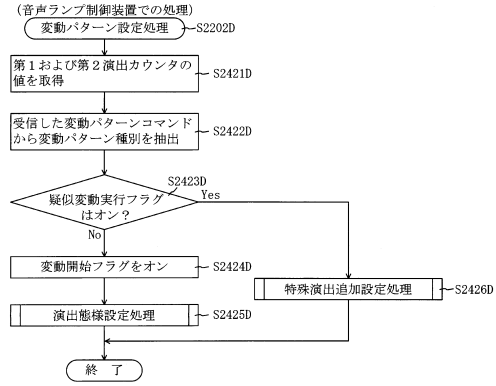 (音声ランプ制御装置での処理)
変動パターン設定処理
S2202D
第1および第2演出カウンタの
値を取得
S2421D
受信した変動パターンコマンド
から変動パターン種別を抽出
S2422D
S2423D
疑似変動実行フラグ
はオン?
Yes
No
変動開始フラグをオン
S2424D
特殊演出追加設定処理
S2426D
演出態様設定処理
S2425D
終 了